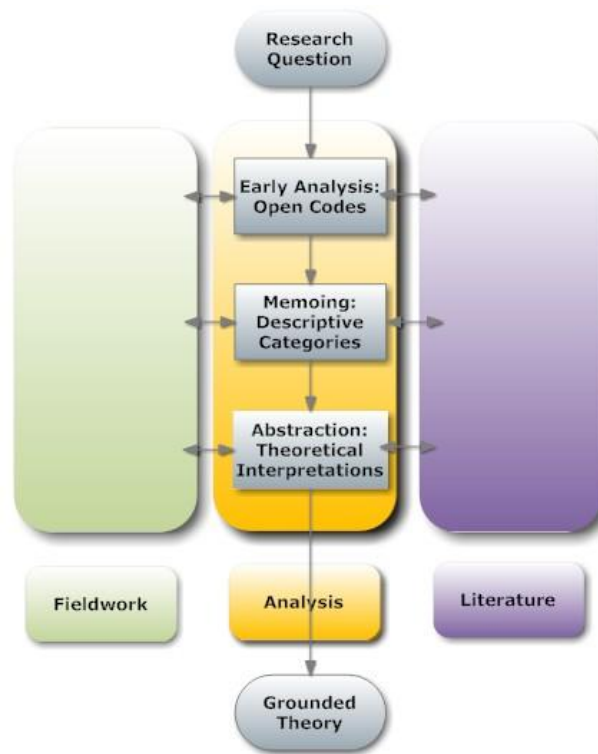 Research
Question
Early Analysis:
Open Codes
Memoing:
Descriptive
Categories
Abstraction:
Theoretical
Interpretations
Fieldwork
Analysis
Literature
Grounded
Theory